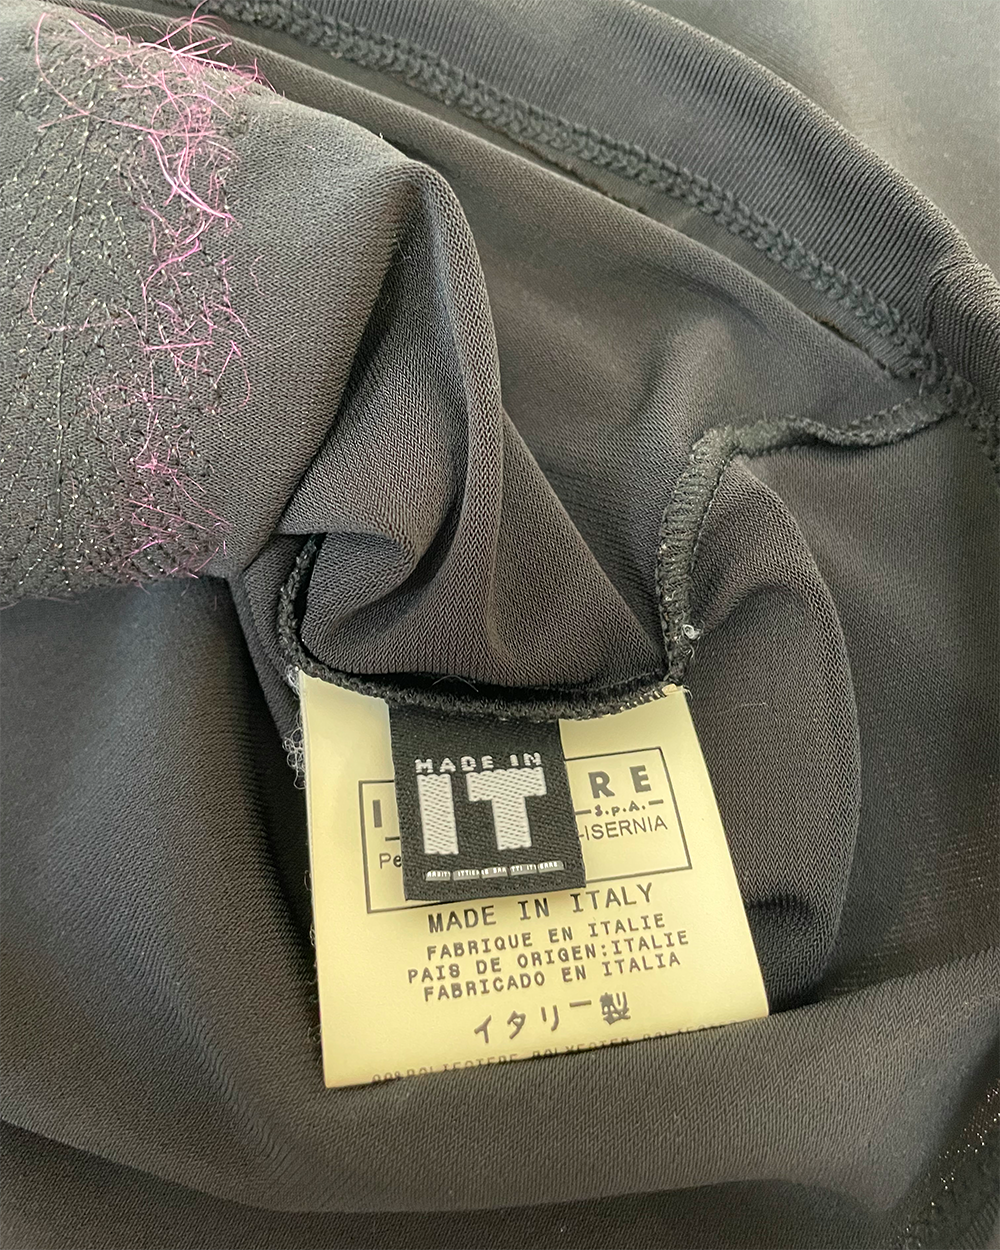 MADE IN
IT
I RE
S.p.A.
Pe -ISERNIA
MADE IN ITALY
FABRIQUE EN ITALIE
PAIS DE ORIGEN:ITALIE
FABRICADO EN ITALIA
イタリー製